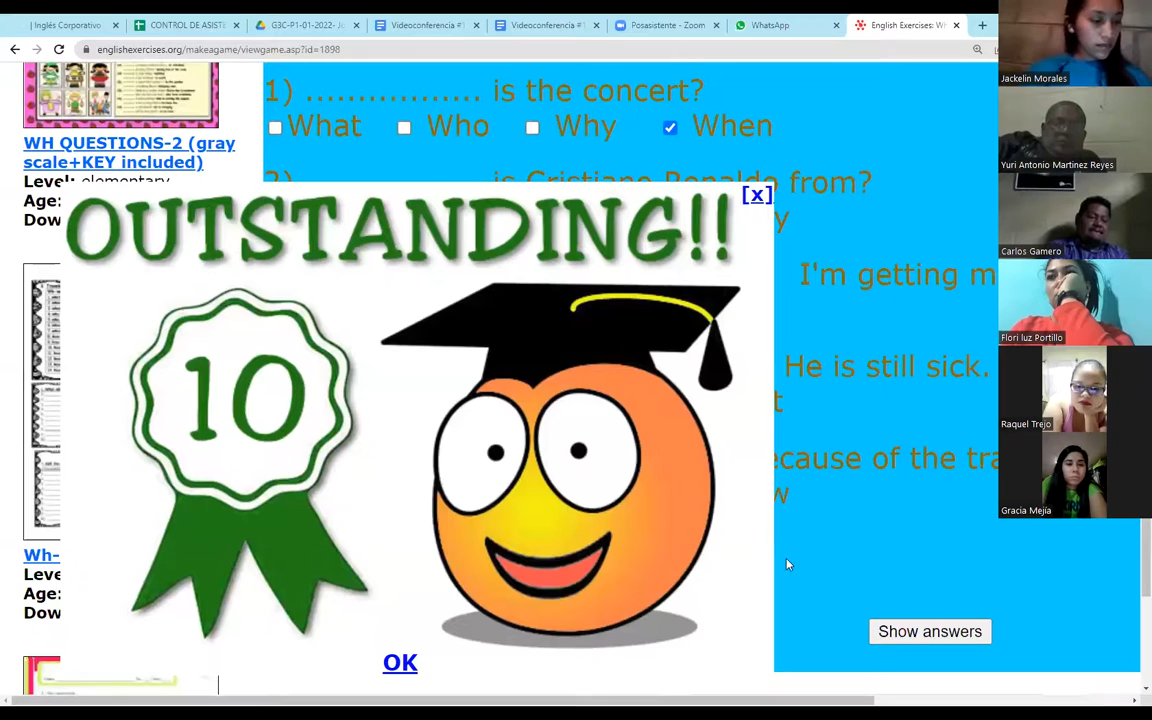 Inglés Corporativo
CONTROL DE ASIST
G3C-P1-01-2022- J
Videoconferencia #1
Videoconferencia #1
Posasistente - Zoom
WhatsApp
English Exercises: W
englishexercises.org/makeagame/viewgame.asp?id=1898
WH QUESTIONS-2 (gray
scale+KEY included)
Level: elementary
Age:
Dow
Wh-
Leve
Age:
Dow
1) ................. is the concert?
What Who Why When
2) is Cristiano Ronaldo from?
y
I'm getting m
He is still sick.
t
ecause of the tra
w
Show answers
OUTSTANDING!!
[x]
10
OK
Jackelin Morales
Yuri Antonio Martinez Reyes
Carlos Gamero
Flori luz Portillo
Raquel Trejo
Gracia Mejía